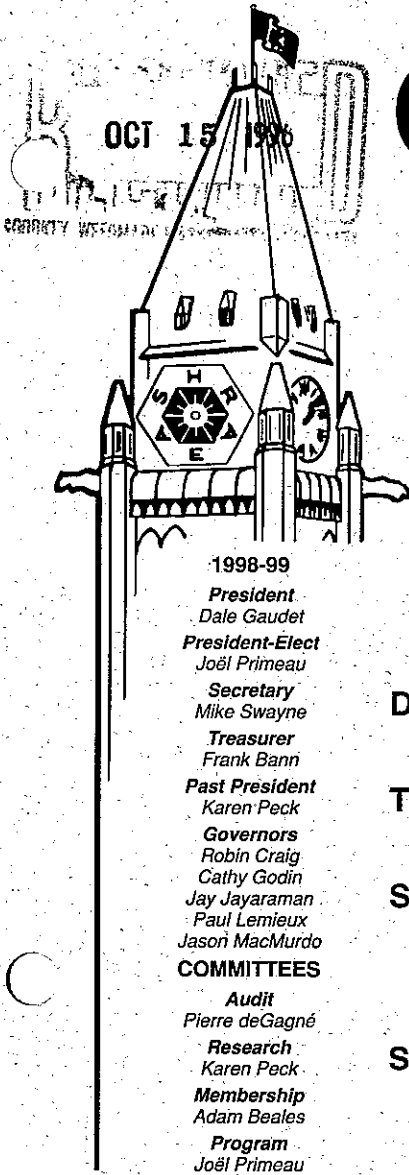 OCT 15 1996
ASHRAE
1998-99
President
Dale Gaudet
President-Elect
Joël Primeau
Secretary
Mike Swayne
Treasurer
Frank Bann
Past President
Karen Peck
Governors
Robin Craig
Cathy Godin
Jay Jayaraman
Paul Lemieux
Jason MacMurdo
COMMITTEES
Audit
Pierre deGagné
Research
Karen Peck
Membership
Adam Beales
Program
Joël Primeau
D
T
S
S